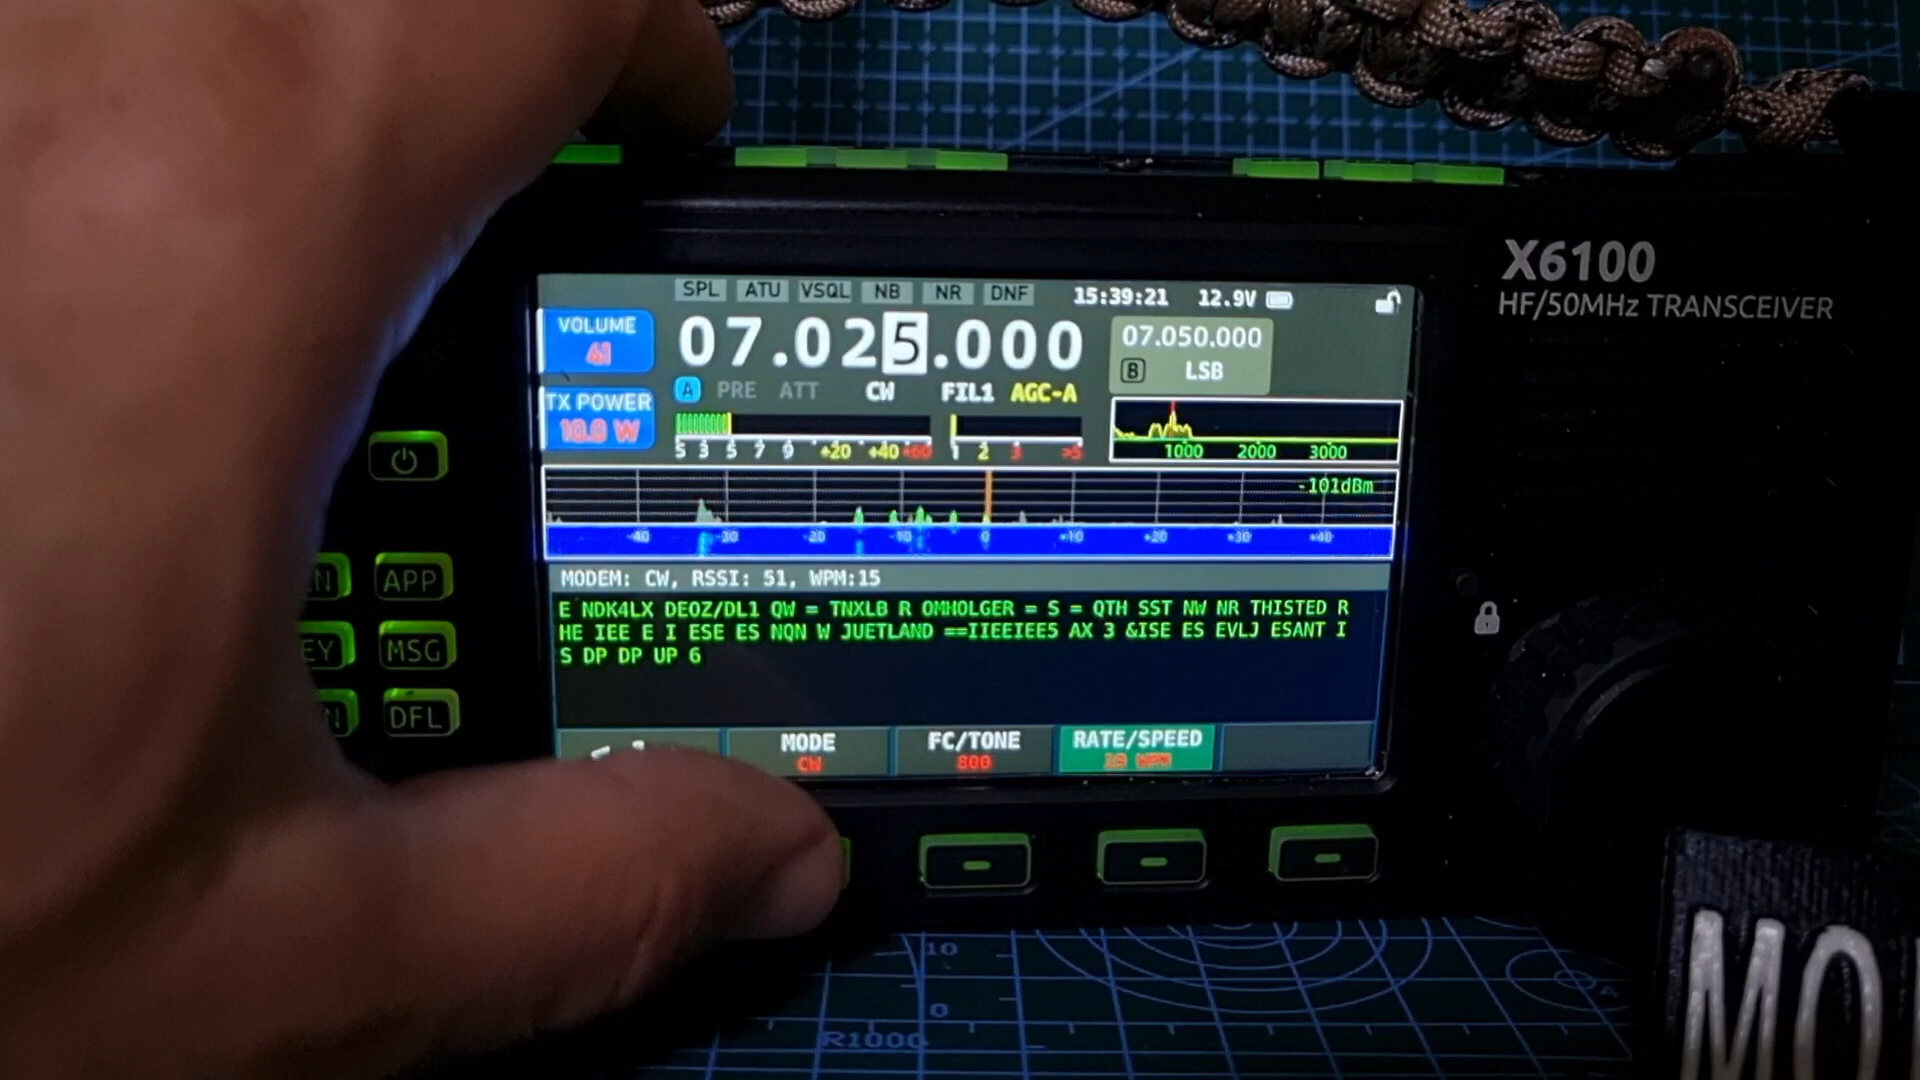 X6100
HF/50MHz TRANSCEIVER
SPL ATU VSQL NB NR DNF 15:39:21 12.9V
VOLUME
61
07.025.000
07.050.000
B LSB
TX POWER
10.0 W
A PRE ATT CW FIL1 AGC-A
S 3 5 7 9 +20 +40 +60 1 2 3 >5
1000 2000 3000
-101dBm
-40 -30 -20 -10 0 +10 +20 +30 +40
MODEM: CW, RSSI: 51, WPM:15
E NDK4LX DEOZ/DL1 QW = TNXLB R OMHOLGER = S = QTH SST NW NR THISTED R
HE IEE E I ESE ES NQN W JUETLAND ==IIEEIEE5 AX 3 &ISE ES EVLJ ESANT I
S DP DP UP 6
MODE
CW
FC/TONE
800
RATE/SPEED
WPM
APP
EY MSG
N DFL
10
0
R1000
MO